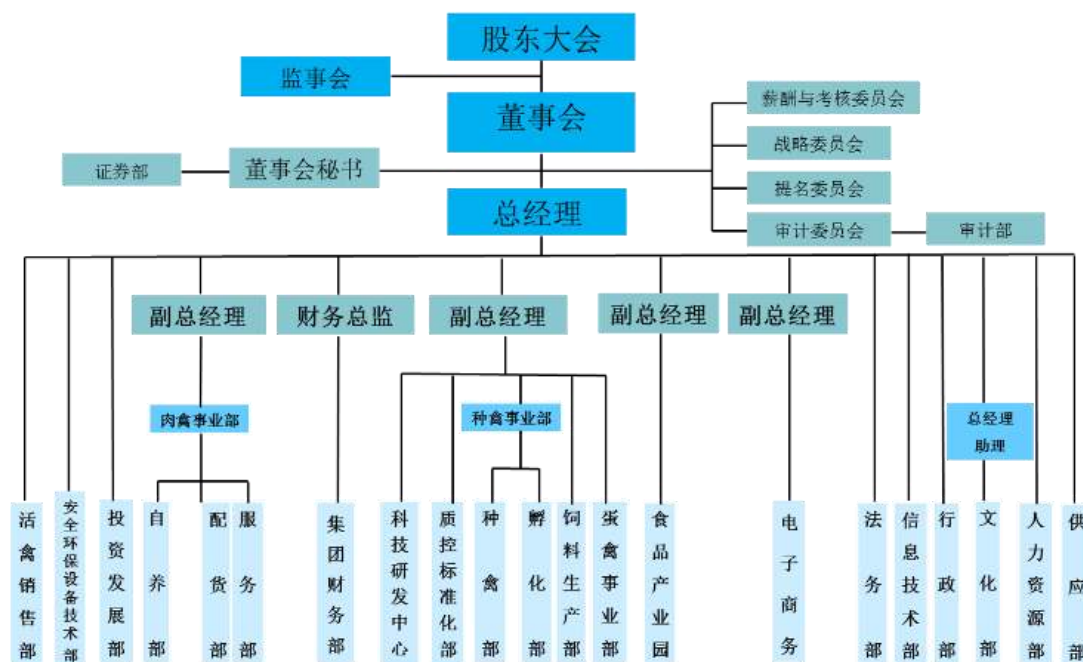 股东大会
监事会
董事会
薪酬与考核委员会
战略委员会
证券部
董事会秘书
提名委员会
总经理
审计委员会
审计部
副总经理
财务总监
副总经理
副总经理
副总经理
肉禽事业部
种禽事业部
总经理
助理
活禽销售部
安全环保设备技术部
投资发展部
自养部
配货部
服务部
集团财务部
科技研发中心
质控标准化部
种禽部
孵化部
饲料生产部
蛋禽事业部
食品产业园
电子商务
法务部
信息技术部
行政部
文化部
人力资源部
供应部